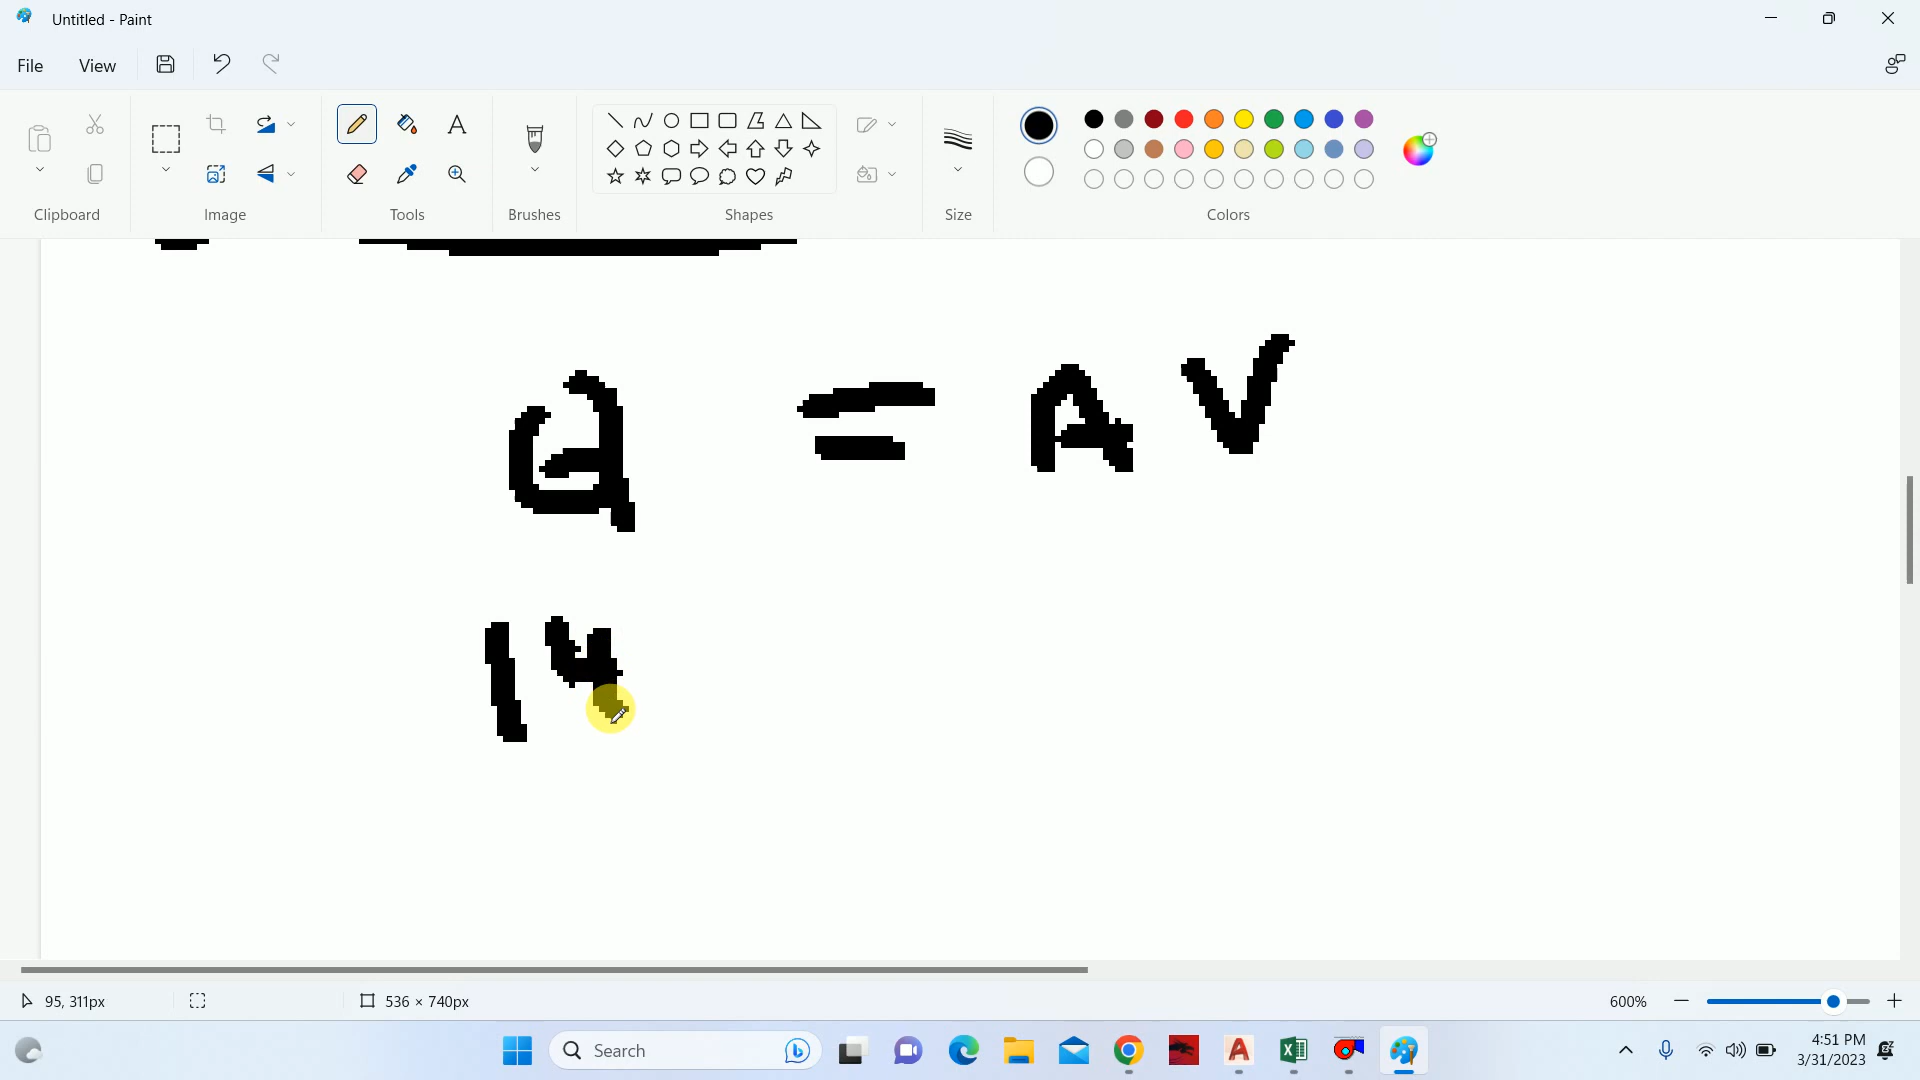 Untitled - Paint
File View
Clipboard Image Tools Brushes Shapes Size Colors
Q = A V
14
95, 311px 536 × 740px 600%
Search
4:51 PM
3/31/2023